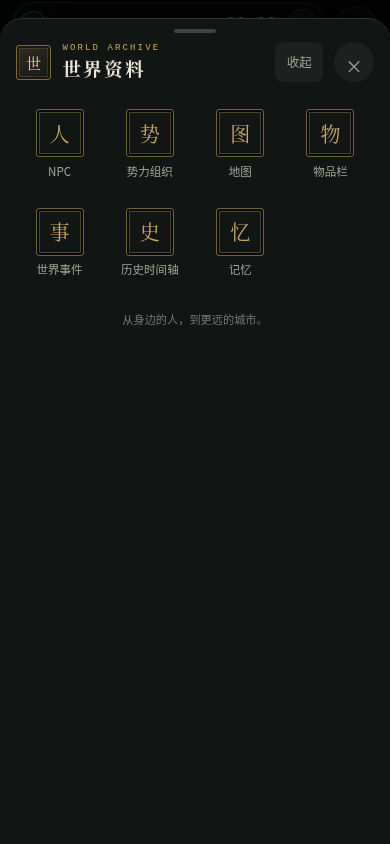 世
WORLD ARCHIVE
世界资料
收起
人 势 图 物
NPC 势力组织 地图 物品栏
事 史 忆
世界事件 历史时间轴 记忆
从身边的人，到更远的城市。